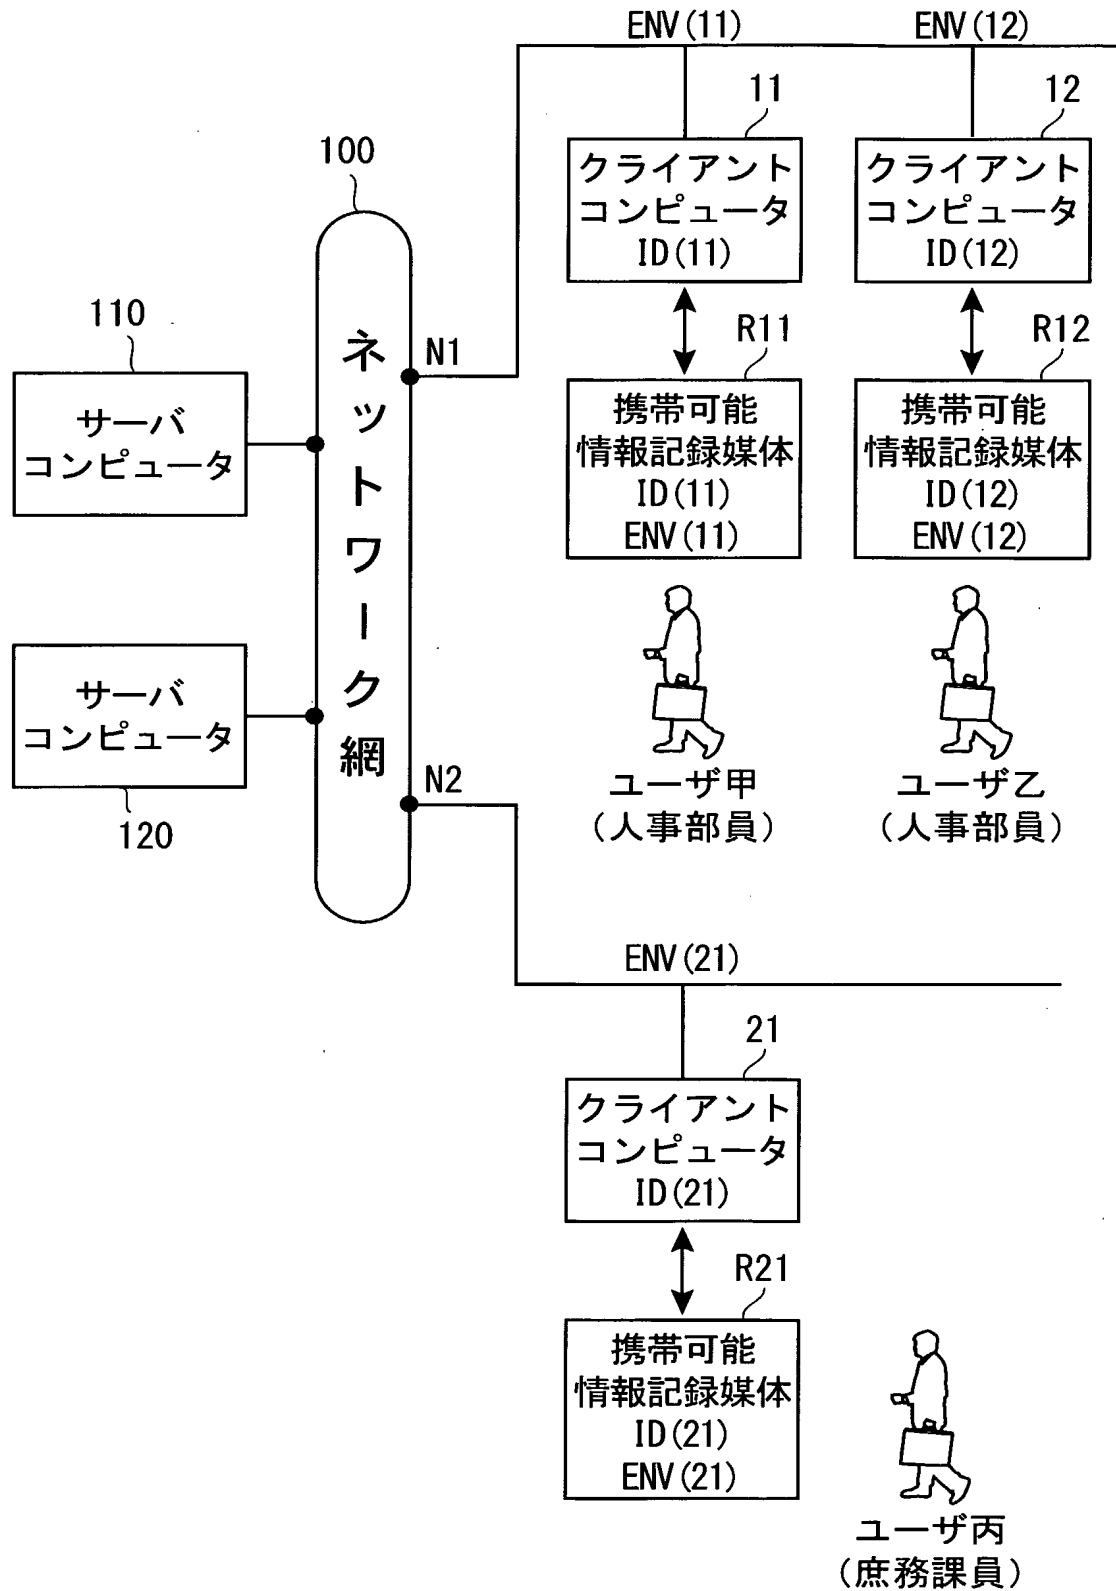 ENV(11)
ENV(12)
11
12
クライアント
コンピュータ
ID(11)
クライアント
コンピュータ
ID(12)
100
110
サーバ
コンピュータ
ネットワーク網
N1
R11
R12
携帯可能
情報記録媒体
ID(11)
ENV(11)
携帯可能
情報記録媒体
ID(12)
ENV(12)
サーバ
コンピュータ
120
N2
ユーザ甲
(人事部員)
ユーザ乙
(人事部員)
ENV(21)
21
クライアント
コンピュータ
ID(21)
R21
携帯可能
情報記録媒体
ID(21)
ENV(21)
ユーザ丙
(庶務課員)